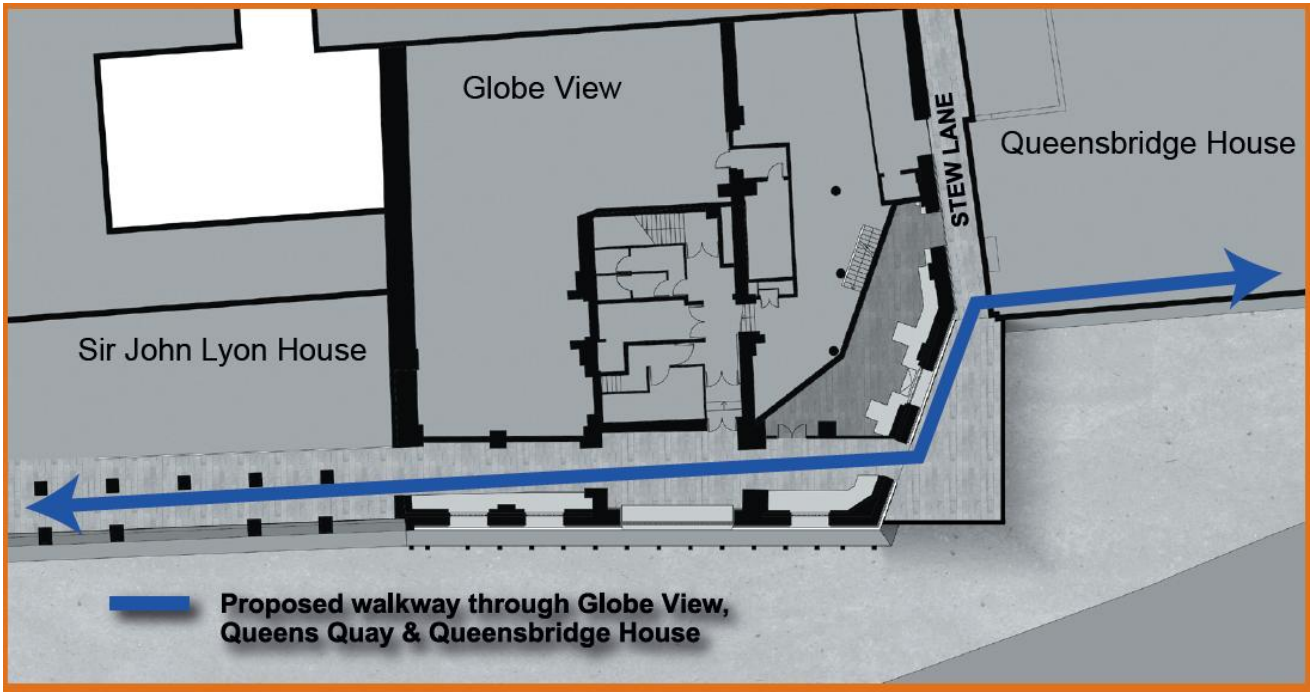 Globe View
Queensbridge House
STEW LANE
Sir John Lyon House
Proposed walkway through Globe View,
Queens Quay & Queensbridge House